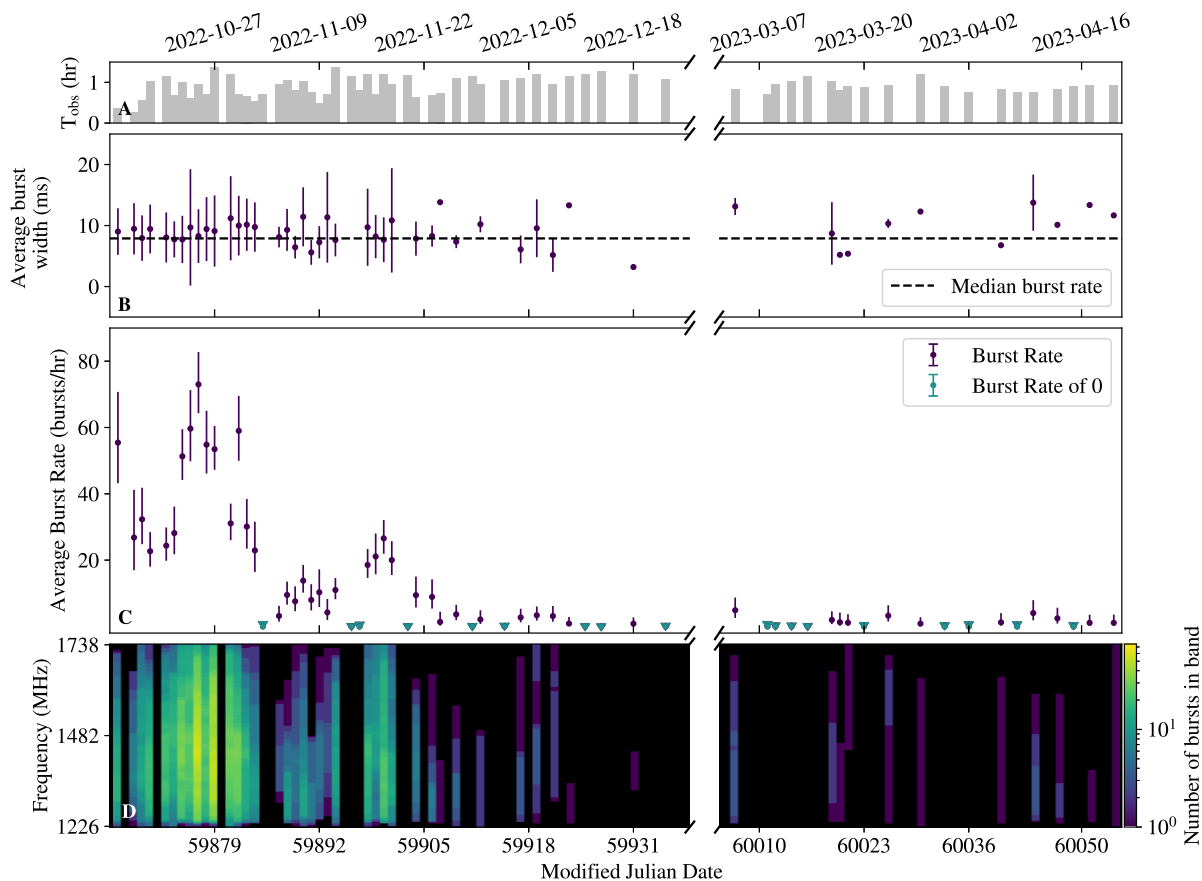 2022-10-27 2022-11-09 2022-11-22 2022-12-05 2022-12-18 2023-03-07 2023-03-20 2023-04-02 2023-04-16
T_obs (hr)
1
0
A
Average burst
width (ms)
20
10
0
B
Median burst rate
Average Burst Rate (bursts/hr)
80
60
40
20
C
Burst Rate
Burst Rate of 0
Frequency (MHz)
1738
1482
1226
D
Number of bursts in band
10¹
10⁰
59879 59892 59905 59918 59931 60010 60023 60036 60050
Modified Julian Date